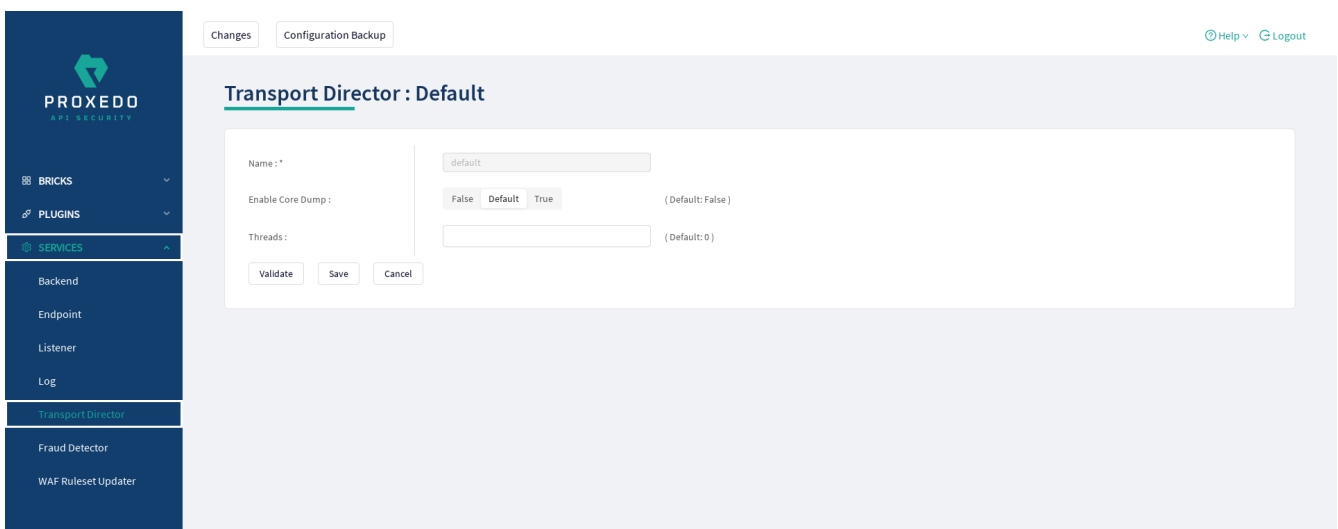 Changes
Configuration Backup
Help
Logout
PROXEDO
API SECURITY
BRICKS
PLUGINS
SERVICES
Backend
Endpoint
Listener
Log
Transport Director
Fraud Detector
WAF Ruleset Updater
Transport Director : Default
Name : *
default
Enable Core Dump :
False Default True
( Default: False )
Threads :
( Default: 0 )
Validate
Save
Cancel